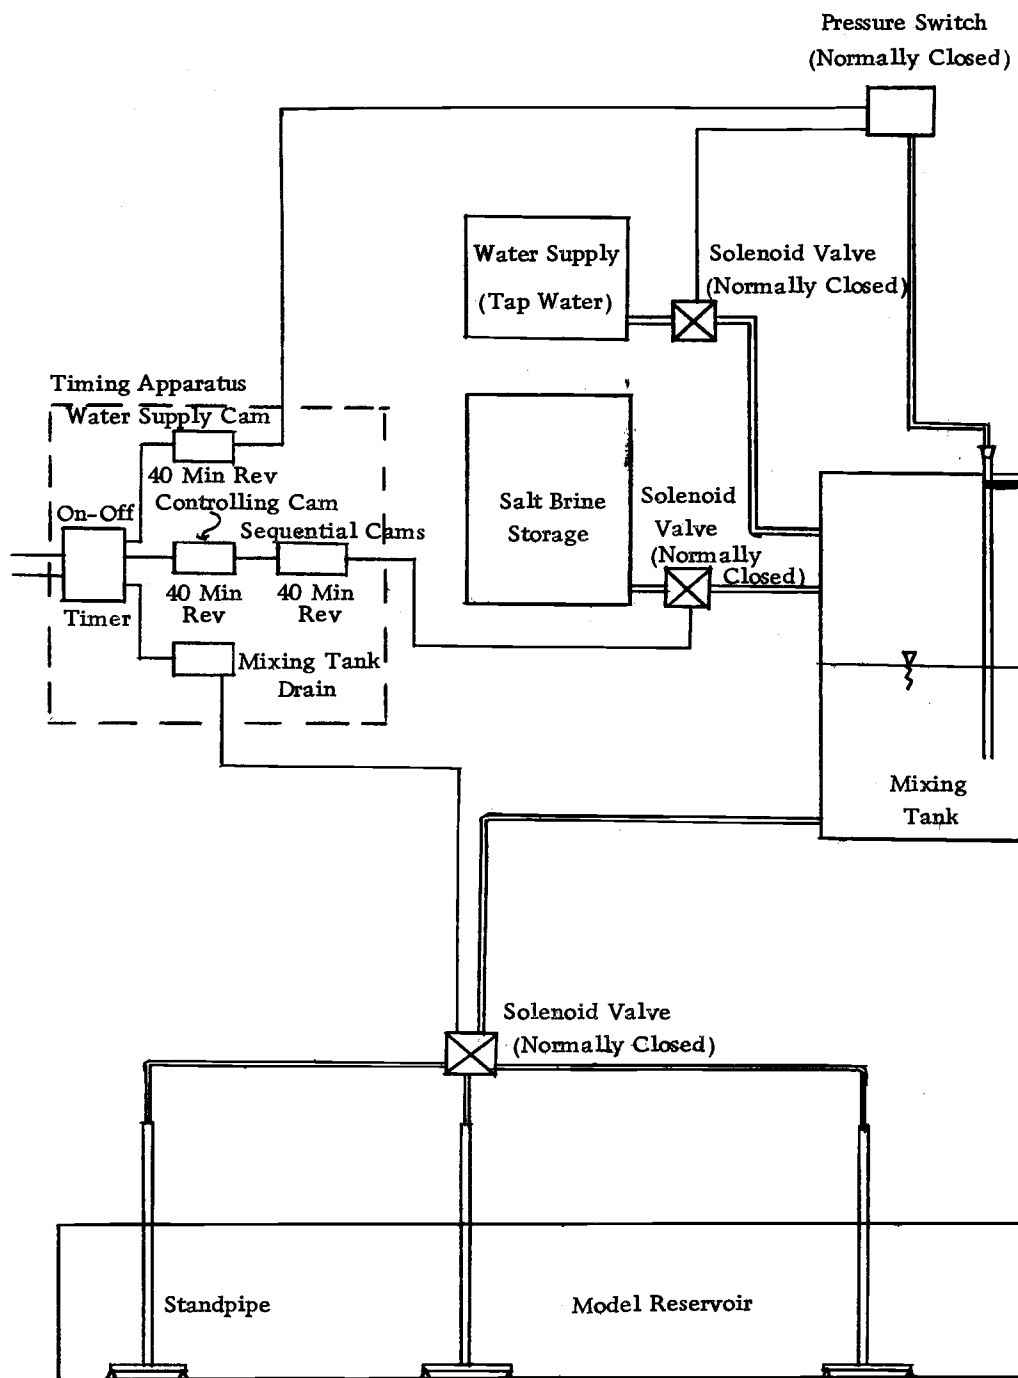 Pressure Switch
(Normally Closed)
Water Supply
(Tap Water)
Solenoid Valve
(Normally Closed)
Timing Apparatus
Water Supply Cam
40 Min Rev
Controlling Cam
On-Off
Sequential Cams
Timer
40 Min
Rev
40 Min
Rev
Mixing Tank
Drain
Salt Brine
Storage
Solenoid
Valve
(Normally
Closed)
Mixing
Tank
Solenoid Valve
(Normally Closed)
Standpipe
Model Reservoir